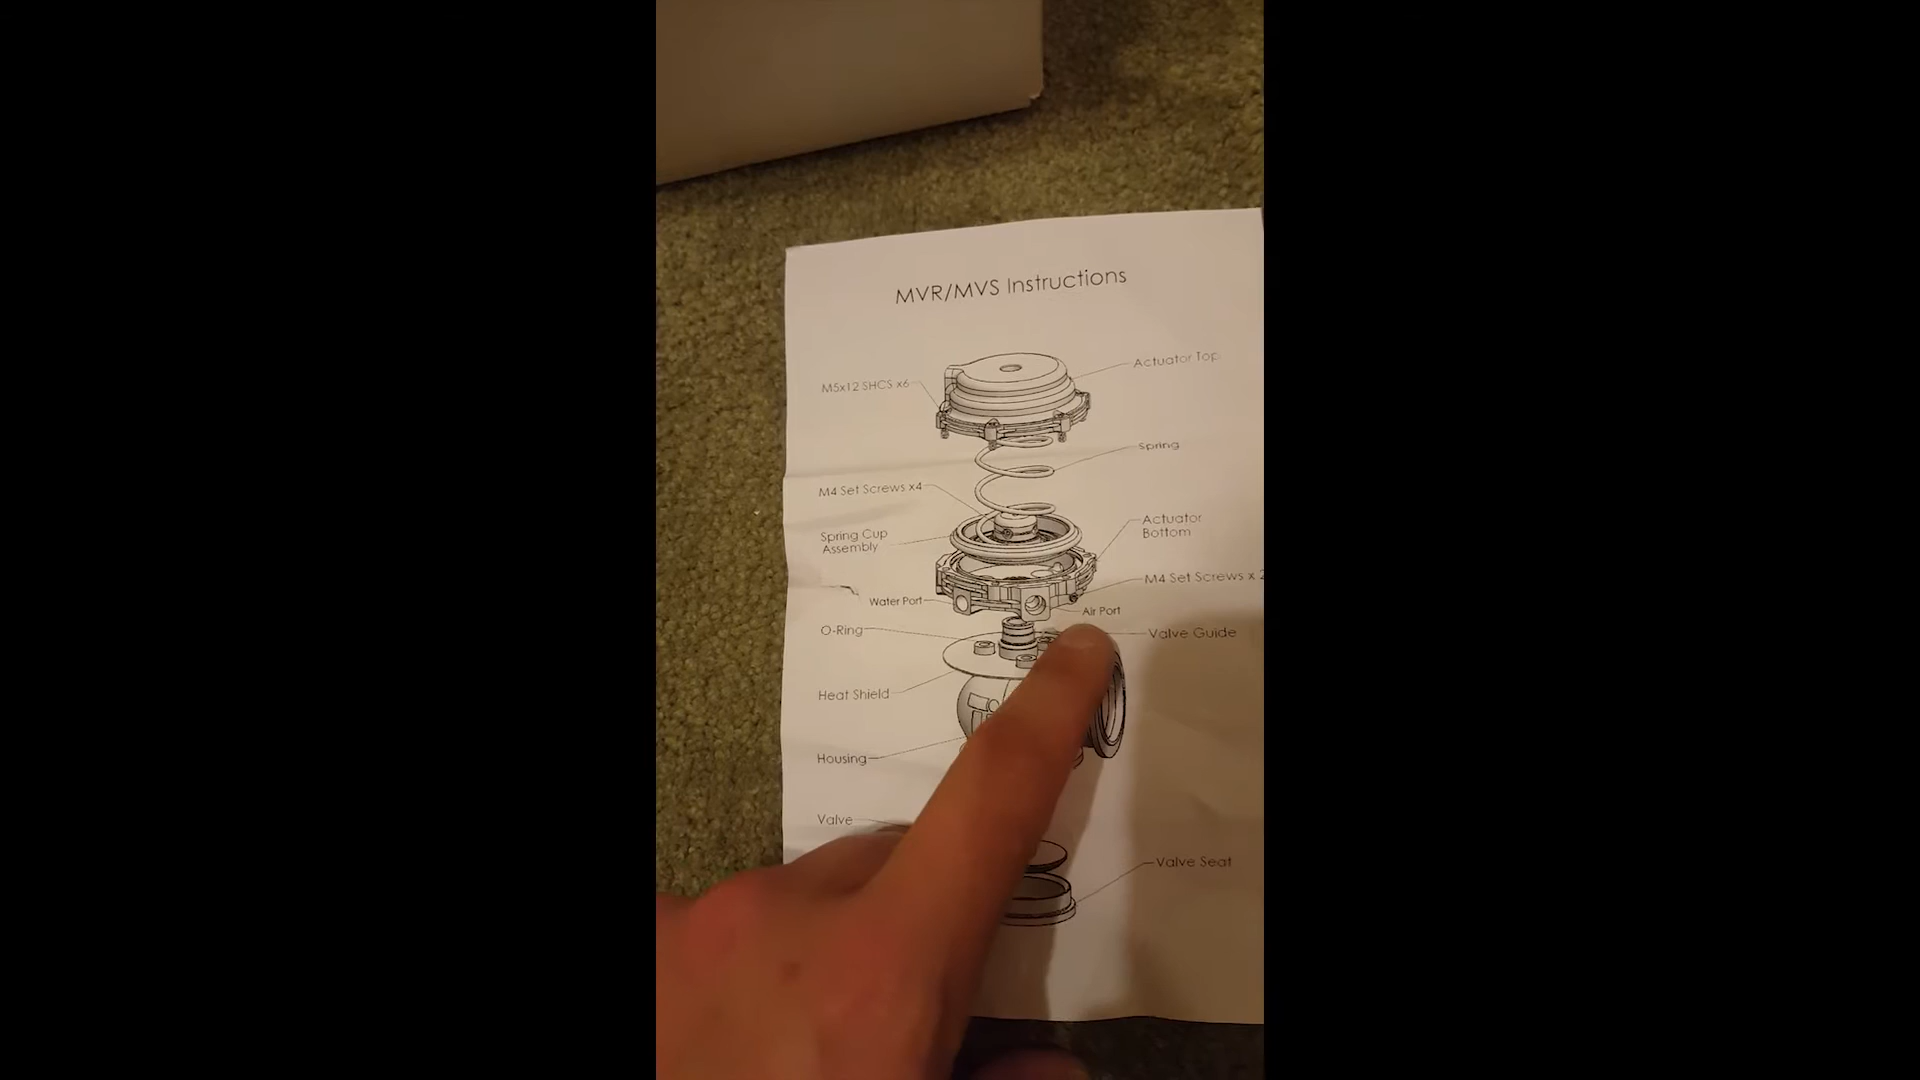 MVR/MVS Instructions
Actuator Top
M5x12 SHCS x6
Spring
M4 Set Screws x4
Actuator
Bottom
Spring Cup
Assembly
M4 Set Screws x 2
Water Port
Air Port
O-Ring
Valve Guide
Heat Shield
Housing
Valve
Valve Seat